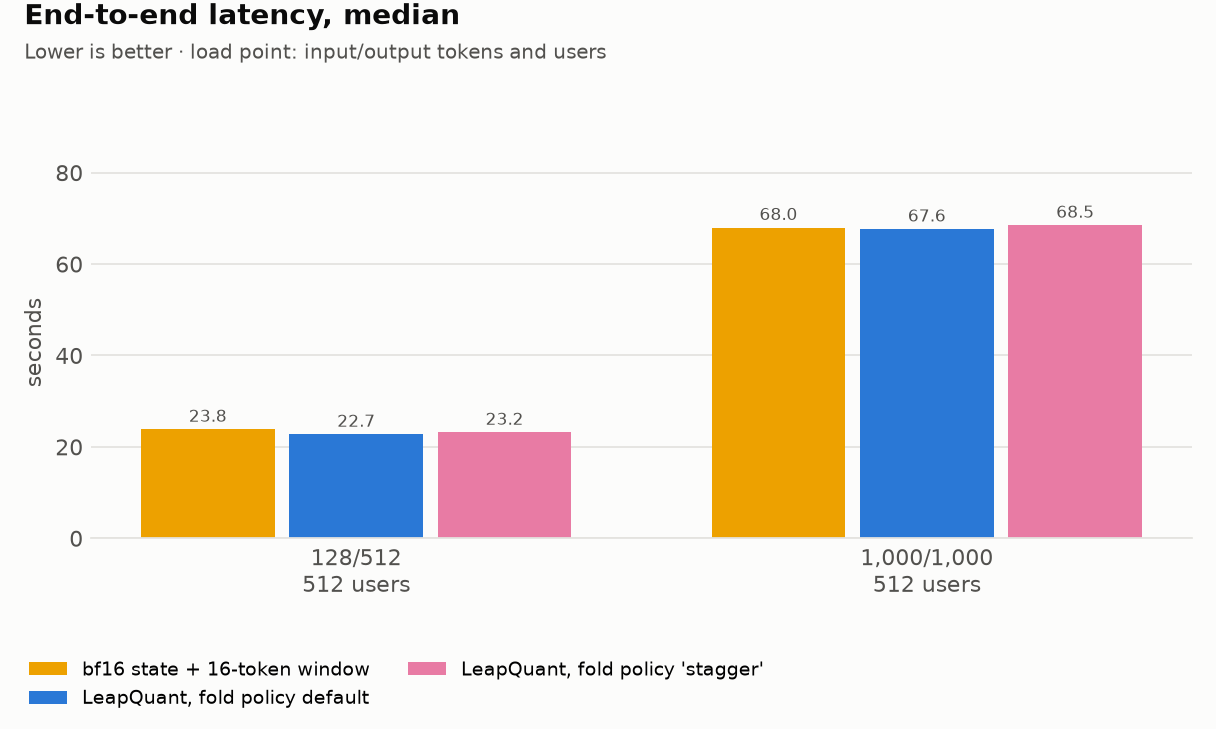 End-to-end latency, median
Lower is better · load point: input/output tokens and users
seconds
80
60
40
20
0
23.8
22.7
23.2
68.0
67.6
68.5
128/512
512 users
1,000/1,000
512 users
bf16 state + 16-token window
LeapQuant, fold policy default
LeapQuant, fold policy 'stagger'